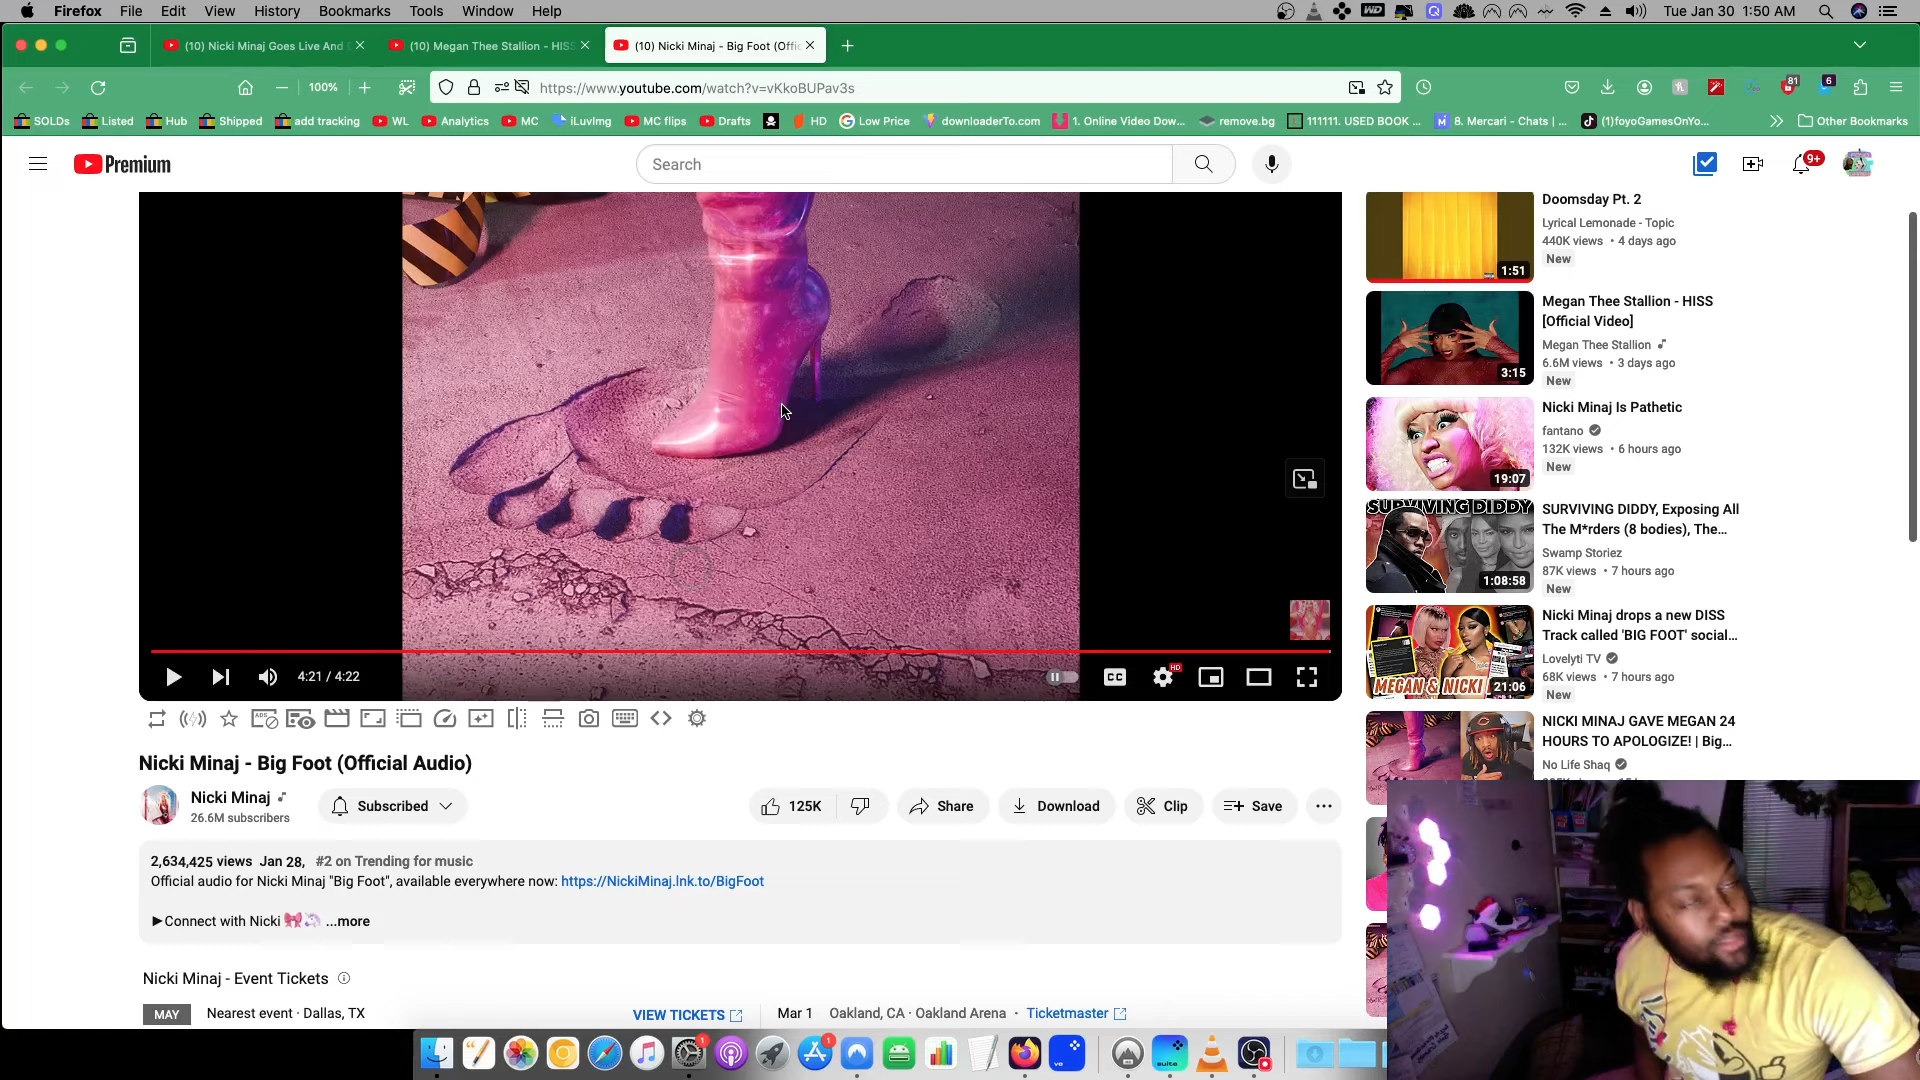 Firefox File Edit View History Bookmarks Tools Window Help
Tue Jan 30 1:50 AM
(10) Nicki Minaj Goes Live And
(10) Megan Thee Stallion - HISS
(10) Nicki Minaj - Big Foot (Offic
100%
https://www.youtube.com/watch?v=vKkoBUPav3s
81
6
SOLDs Listed Hub Shipped add tracking WL Analytics MC iLuvImg MC flips Drafts HD Low Price downloaderTo.com 1. Online Video Dow... remove.bg 111111. USED BOOK ... 8. Mercari - Chats | ... (1)foyoGamesOnYo... Other Bookmarks
Premium
Search
9+
4:21 / 4:22
CC
HD
Nicki Minaj - Big Foot (Official Audio)
Nicki Minaj
26.6M subscribers
Subscribed
125K
Share
Download
Clip
Save
2,634,425 views Jan 28, #2 on Trending for music
Official audio for Nicki Minaj "Big Foot", available everywhere now: https://NickiMinaj.lnk.to/BigFoot
►Connect with Nicki ...more
Nicki Minaj - Event Tickets
MAY
Nearest event · Dallas, TX
VIEW TICKETS
Mar 1 Oakland, CA · Oakland Arena · Ticketmaster
Doomsday Pt. 2
Lyrical Lemonade - Topic
440K views • 4 days ago
New
1:51
Megan Thee Stallion - HISS
[Official Video]
Megan Thee Stallion
6.6M views • 3 days ago
New
3:15
Nicki Minaj Is Pathetic
fantano
132K views • 6 hours ago
New
19:07
SURVIVING DIDDY
SURVIVING DIDDY, Exposing All
The M*rders (8 bodies), The...
Swamp Storiez
87K views • 7 hours ago
New
1:08:58
Nicki Minaj drops a new DISS
Track called 'BIG FOOT' social...
Lovelyti TV
68K views • 7 hours ago
New
MEGAN & NICKI
21:06
NICKI MINAJ GAVE MEGAN 24
HOURS TO APOLOGIZE! | Big...
No Life Shaq